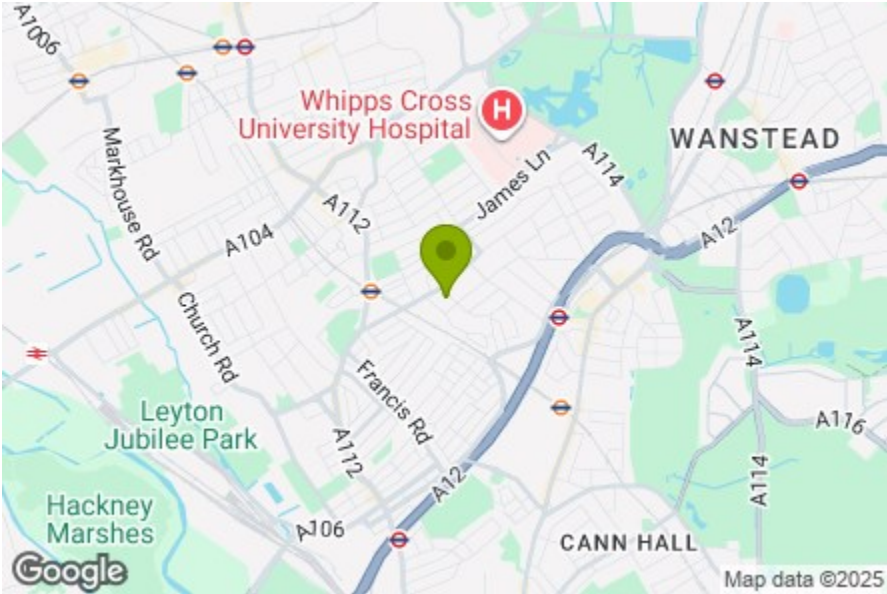 A1006
Whipps Cross
University Hospital
H
WANSTEAD
Markhouse Rd
A112
James Ln
A114
A104
A12
Church Rd
A114
Francis Rd
Leyton
Jubilee Park
A112
A116
A12
A114
Hackney
Marshes
A106
CANN HALL
Google
Map data ©2025